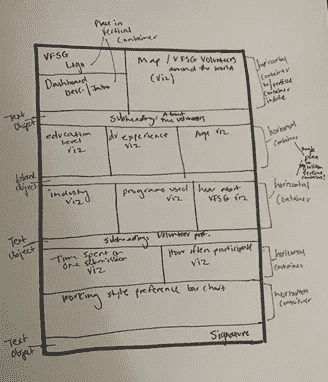 Place in
vertical
container
VFSG
Logo
Map / VFSG Volunteers
around the world
(viz)
Dashboard
desc. / Intro
horizontal
container
w/ vertical
container
inside
Text
Object
subheading: About
the volunteers
education
level
viz
dv experience
viz
Age viz
horizontal
container
place in
vertical
container
blank
object
industry
viz
programs used
viz
hear about
VFSG viz
horizontal
container
Text
Object
subheading: Volunteer pref.
Time spent on
one submission
viz
How often participate
viz
horizontal
container
working style preference bar chart
horizontal
container
Text
Object
Signature